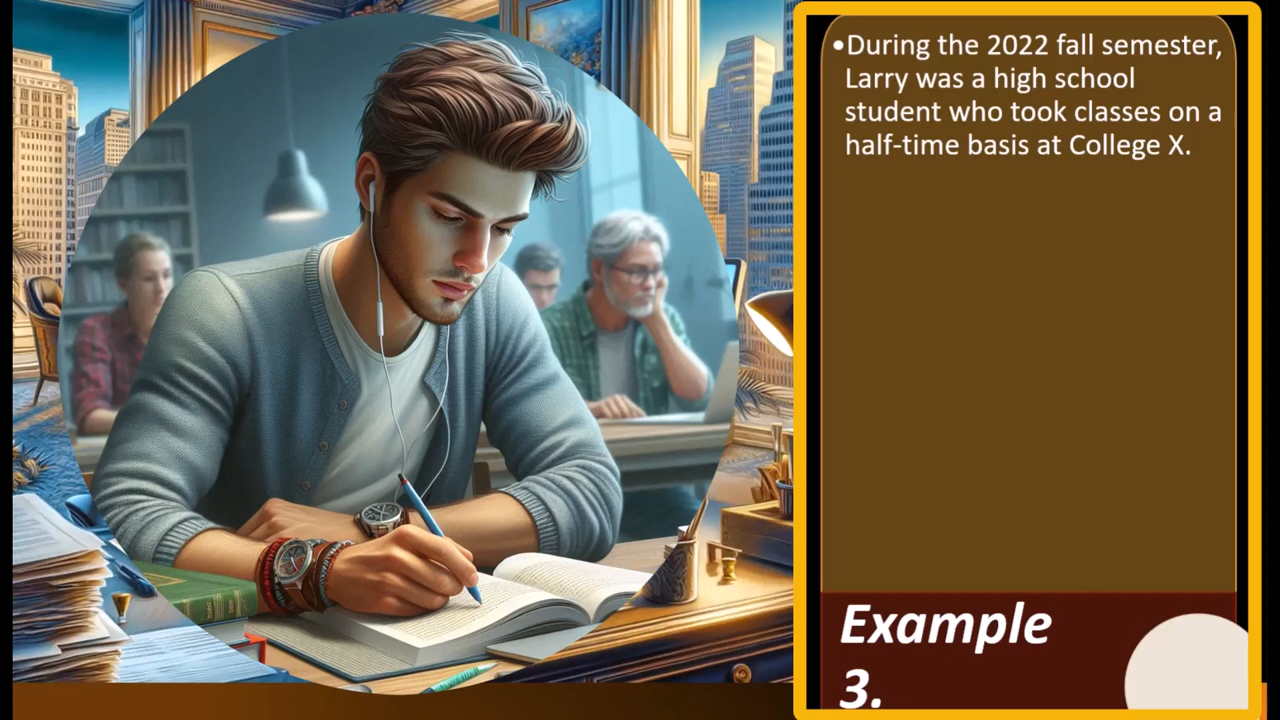 •During the 2022 fall semester,
Larry was a high school
student who took classes on a
half-time basis at College X.
Example
3.